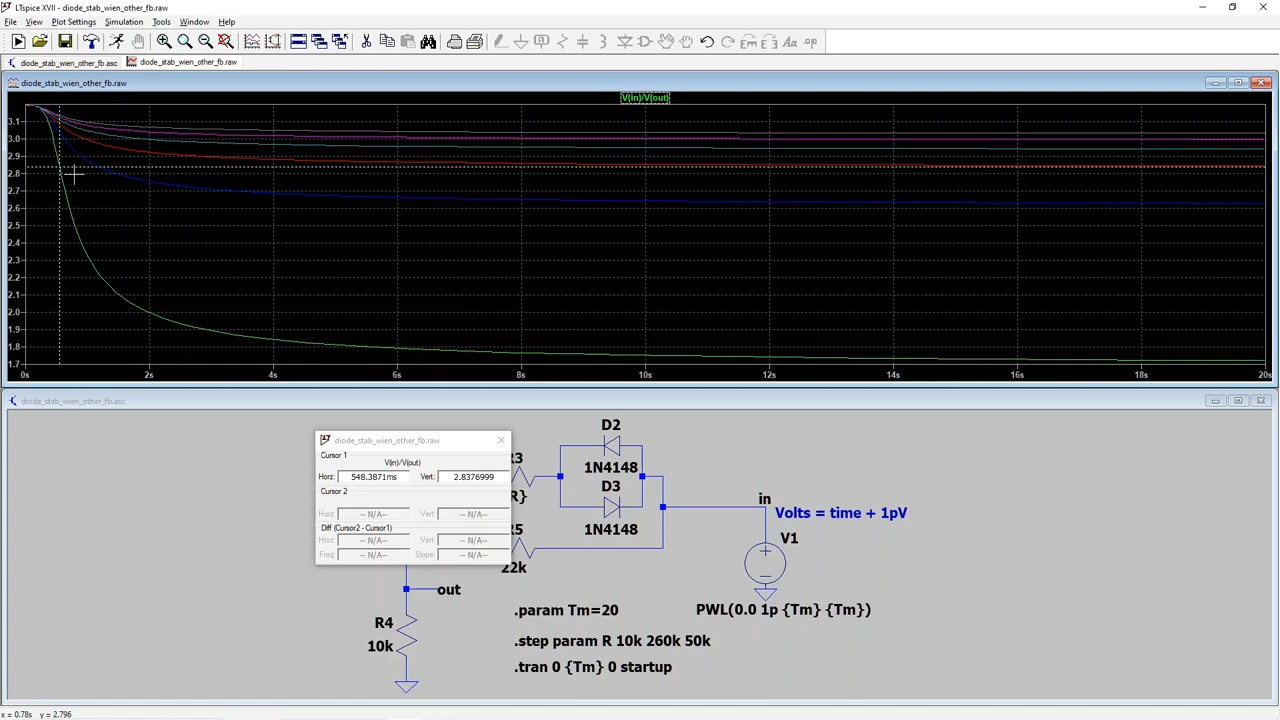 LTspice XVII - diode_stab_wien_other_fb.raw
File View Plot Settings Simulation Tools Window Help
diode_stab_wien_other_fb.asc diode_stab_wien_other_fb.raw
diode_stab_wien_other_fb.raw
V(in)/V(out)
3.1
3.0
2.9
2.8
2.7
2.6
2.5
2.4
2.3
2.2
2.1
2.0
1.9
1.8
1.7
0s 2s 4s 6s 8s 10s 12s 14s 16s 18s 20s
diode_stab_wien_other_fb.asc
diode_stab_wien_other_fb.raw
Cursor 1
V(in)/V(out)
Horz: 548.3871ms Vert: 2.8376999
Cursor 2
Horz: -- N/A-- Vert: -- N/A--
Diff (Cursor2 - Cursor1)
Horz: -- N/A-- Vert: -- N/A--
Freq: -- N/A-- Slope: -- N/A--
D2
1N4148
R3
R}
D3
1N4148
R5
22k
in
Volts = time + 1pV
V1
PWL(0.0 1p {Tm} {Tm})
out
R4
10k
.param Tm=20
.step param R 10k 260k 50k
.tran 0 {Tm} 0 startup
x = 0.78s y = 2.796